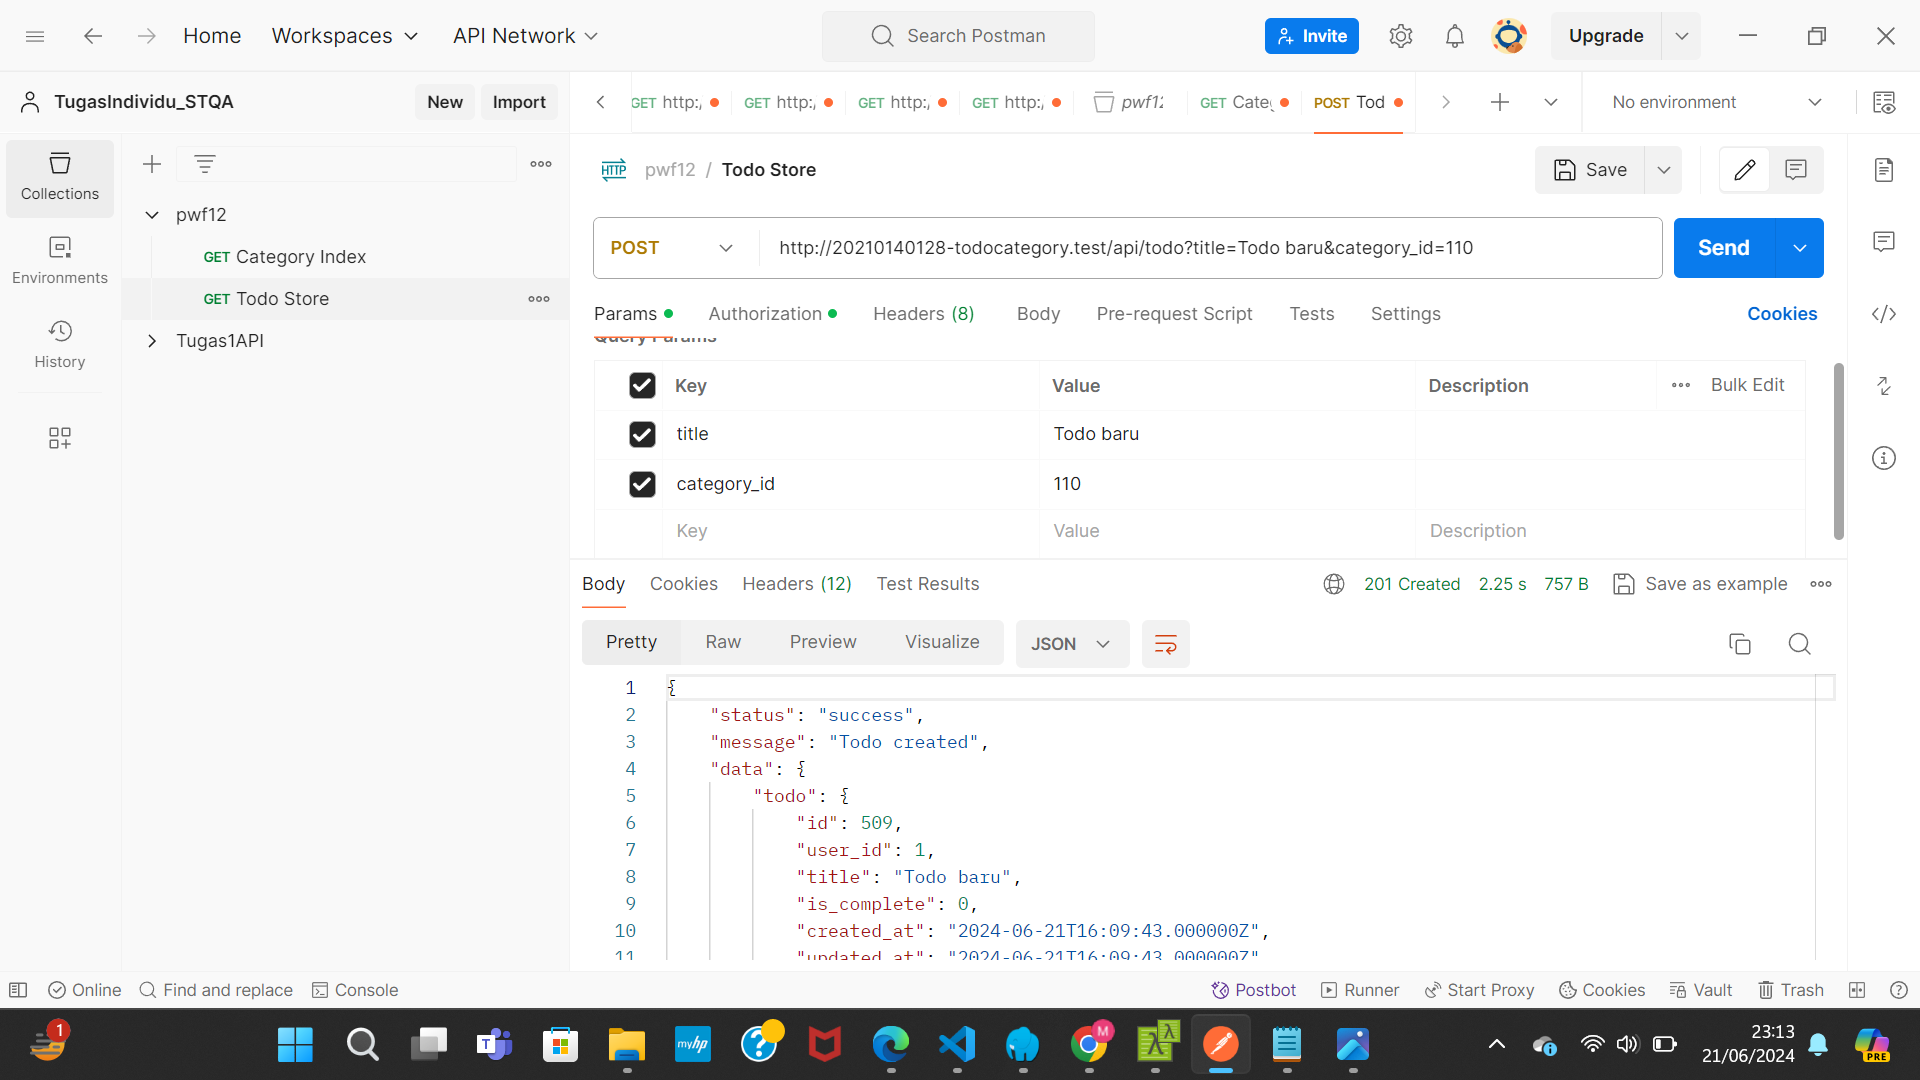 Home
Workspaces
API Network
Search Postman
Invite
Upgrade
TugasIndividu_STQA
New
Import
GET http:/
GET http:/
GET http:/
GET http:/
pwf12
GET Categ
POST Tod
No environment
Collections
Environments
History
pwf12
GET Category Index
GET Todo Store
Tugas1API
HTTP
pwf12 / Todo Store
Save
POST
http://20210140128-todocategory.test/api/todo?title=Todo baru&category_id=110
Send
Params
Authorization
Headers (8)
Body
Pre-request Script
Tests
Settings
Cookies
Query Params
Key
Value
Description
Bulk Edit
title
Todo baru
category_id
110
Key
Value
Description
Body
Cookies
Headers (12)
Test Results
201 Created
2.25 s
757 B
Save as example
Pretty
Raw
Preview
Visualize
JSON
1 {
2 "status": "success",
3 "message": "Todo created",
4 "data": {
5 "todo": {
6 "id": 509,
7 "user_id": 1,
8 "title": "Todo baru",
9 "is_complete": 0,
10 "created_at": "2024-06-21T16:09:43.000000Z",
11 "updated_at": "2024-06-21T16:09:43.000000Z"
Online
Find and replace
Console
Postbot
Runner
Start Proxy
Cookies
Vault
Trash
1
myhp
M
23:13
21/06/2024
PRE